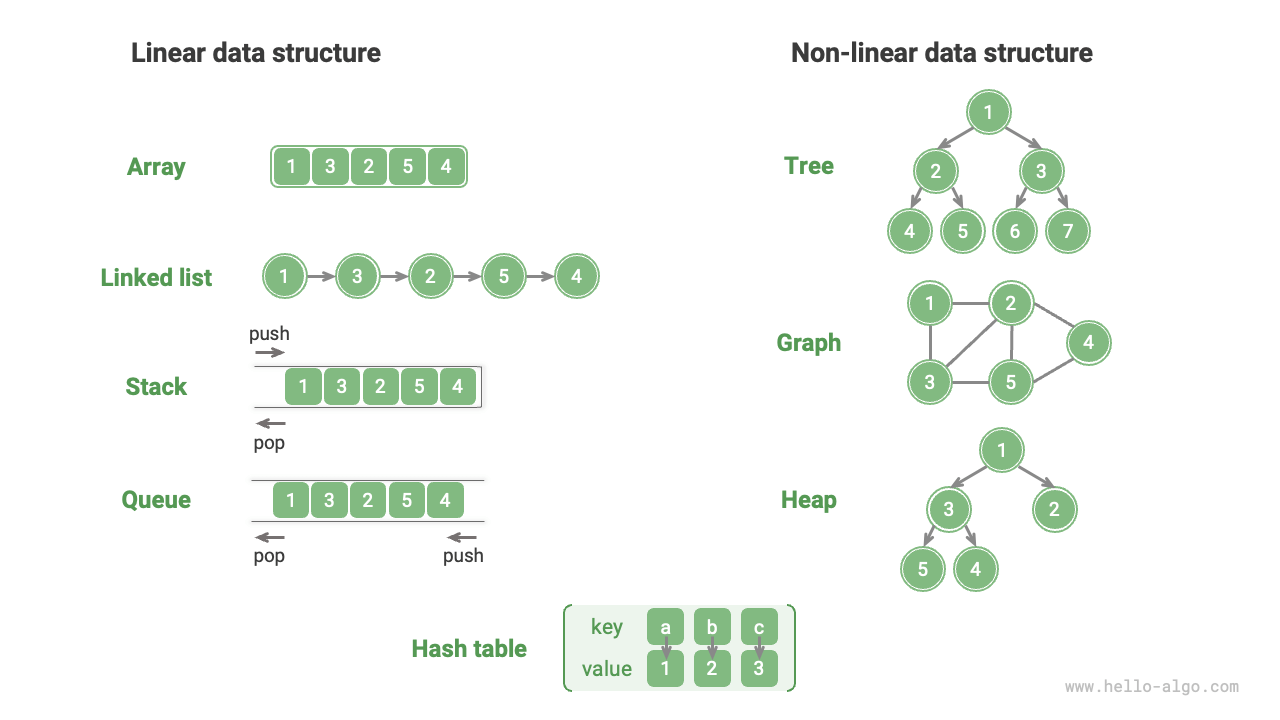 Linear data structure
Array
1 3 2 5 4
Linked list
1 3 2 5 4
push
Stack
1 3 2 5 4
pop
Queue
1 3 2 5 4
pop push
Non-linear data structure
Tree
1
2 3
4 5 6 7
Graph
1 2
4
3 5
Heap
1
3 2
5 4
Hash table
key a b c
value 1 2 3
www.hello-algo.com